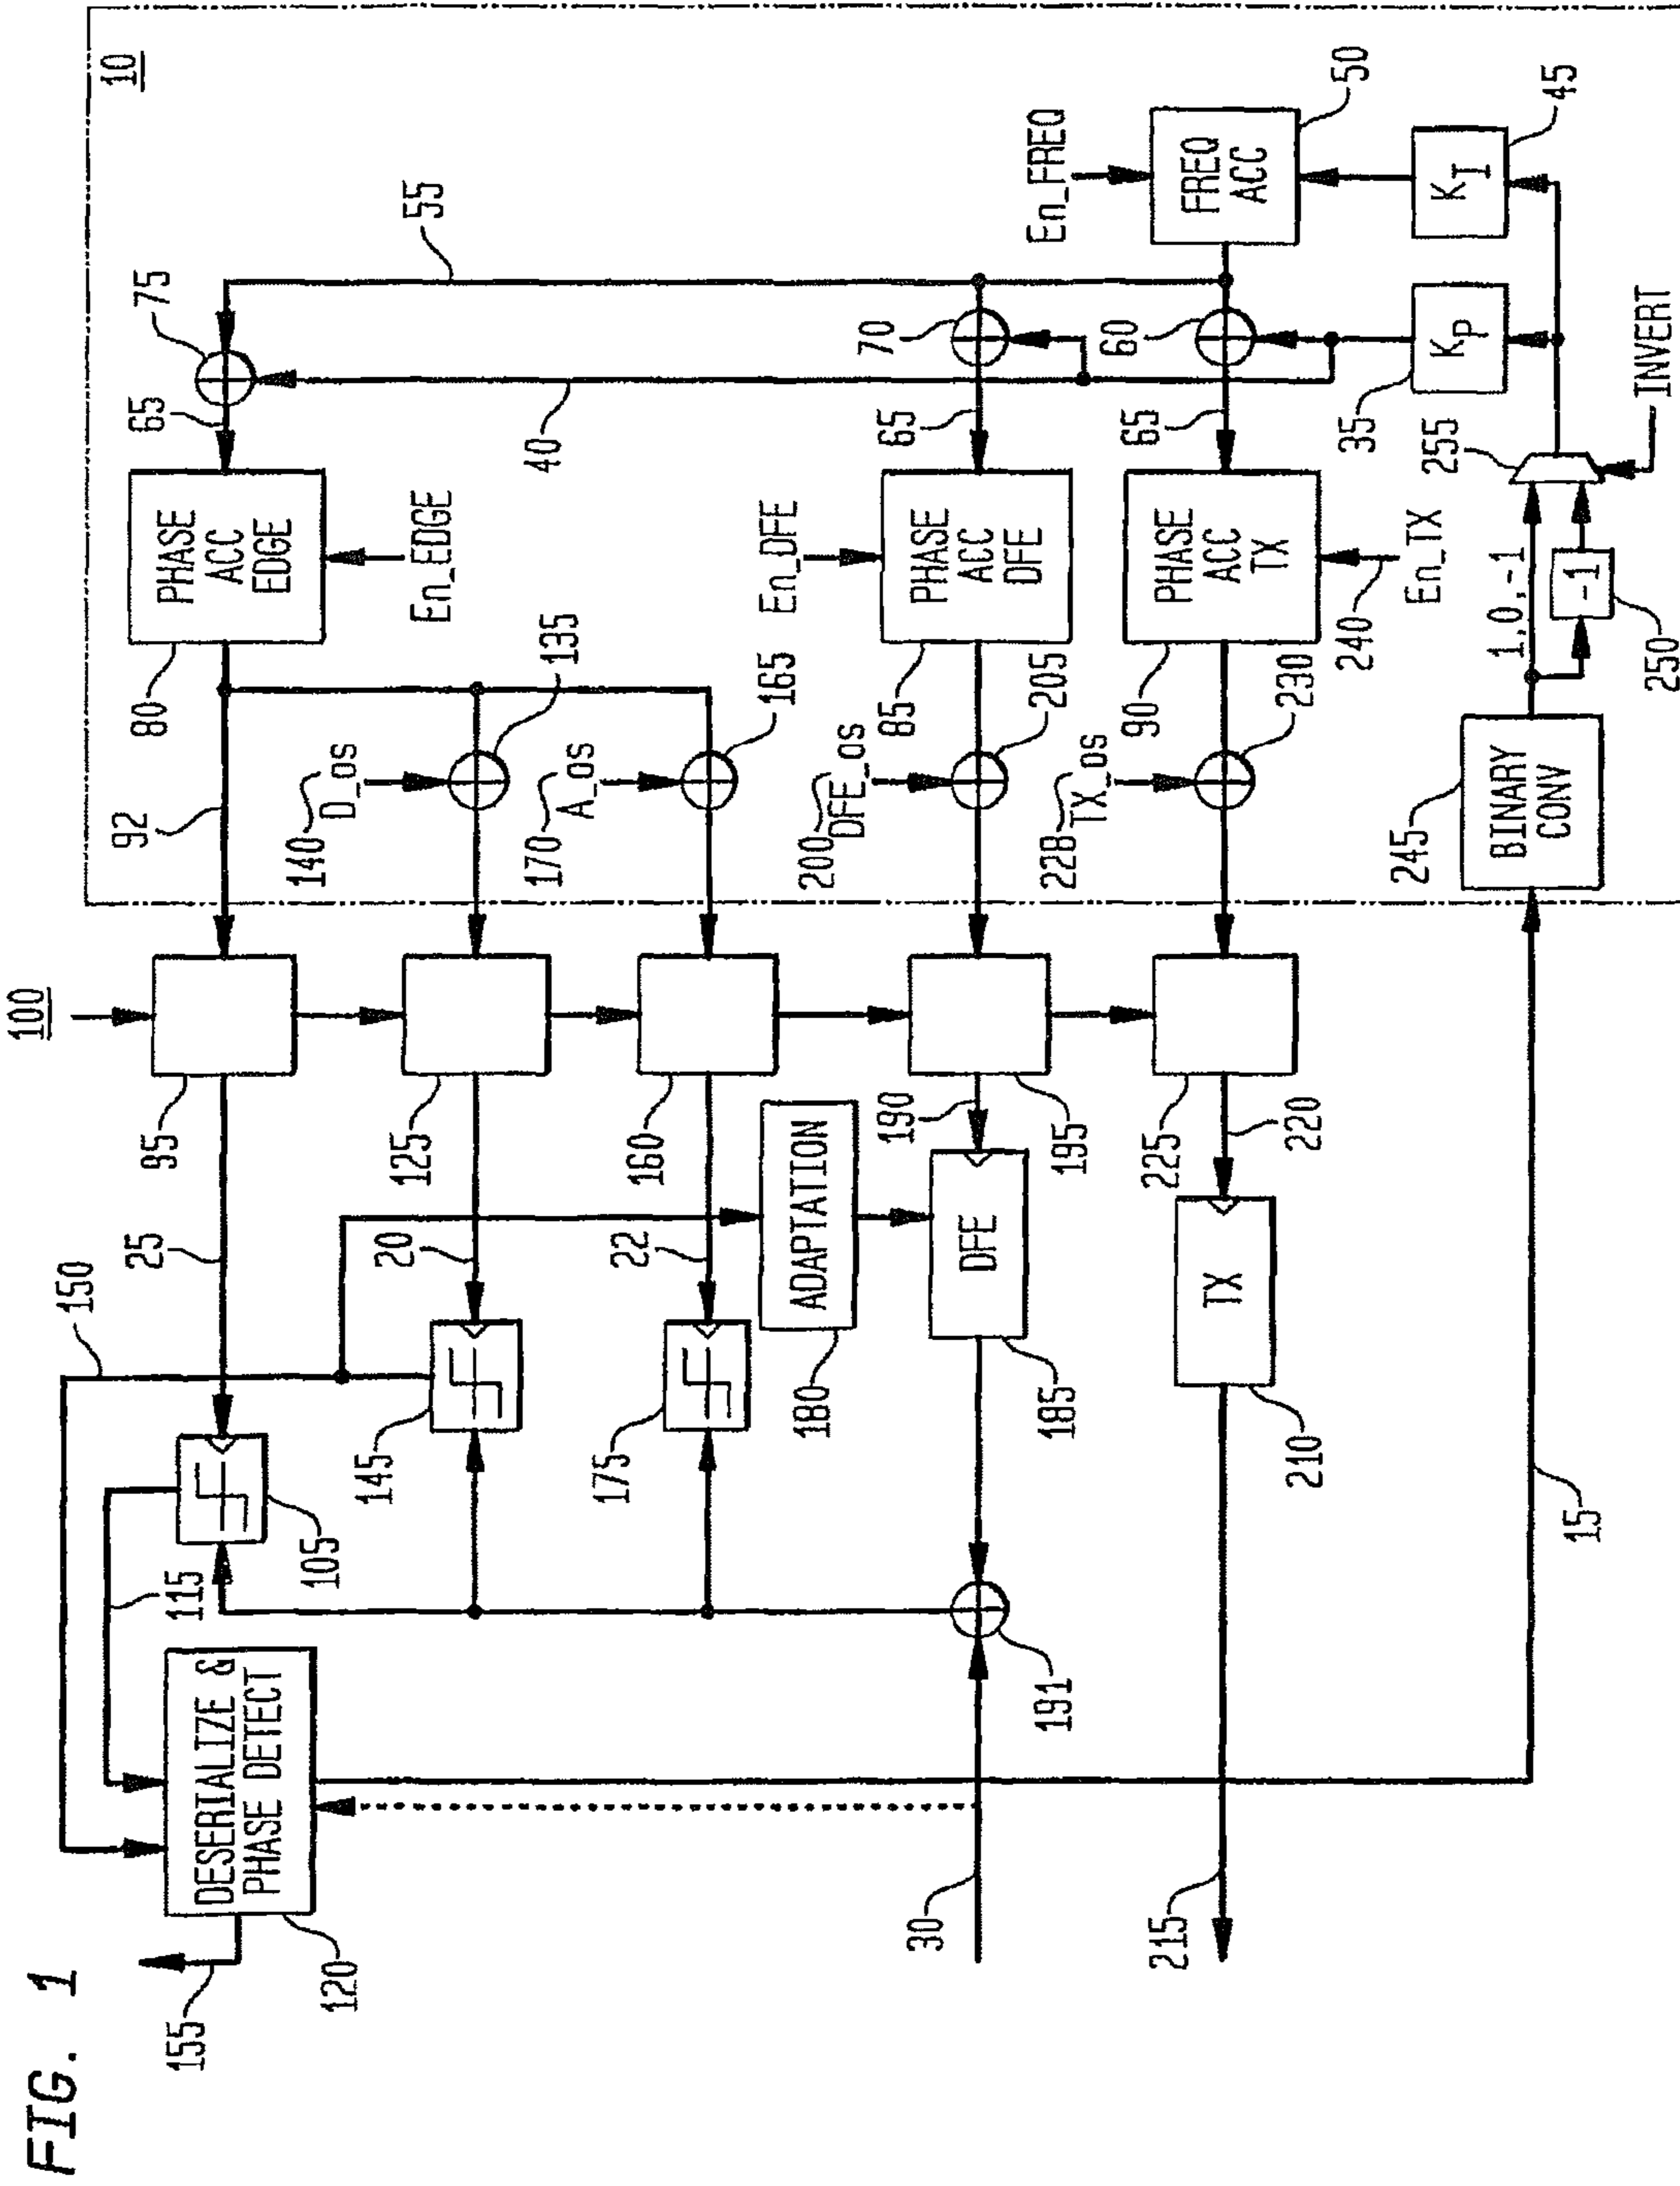 FIG. 1
100
155
120
DESERIALIZE &
PHASE DETECT
115
150
25
95
92
80
PHASE
ACC
EDGE
65
75
10
105
140
D_os
135
En_EDGE
55
145
20
125
170
A_os
165
40
175
22
160
180
ADAPTATION
190
200
DFE_os
205
85
En_DFE
PHASE
ACC
DFE
65
70
30
191
185
DFE
195
228
TX_os
230
90
En_FREQ
PHASE
ACC
TX
65
60
FREQ
ACC
50
215
210
TX
225
220
240
En_TX
35
KP
KI
45
245
BINARY
CONV
1,0,-1
-1
250
255
INVERT
15